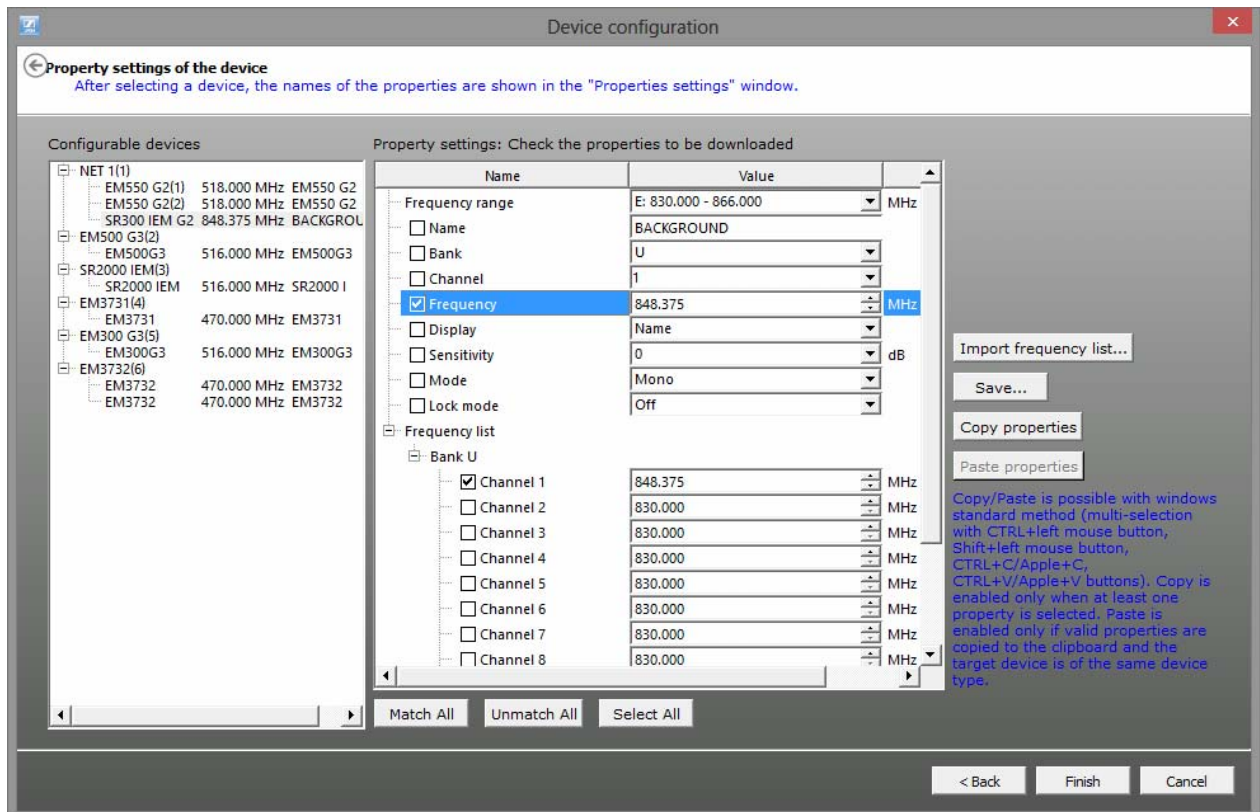 Device configuration
Property settings of the device
After selecting a device, the names of the properties are shown in the "Properties settings" window.
Configurable devices
NET 1(1)
EM550 G2(1) 518.000 MHz EM550 G2
EM550 G2(2) 518.000 MHz EM550 G2
SR300 IEM G2 848.375 MHz BACKGROU
EM500 G3(2)
EM500G3 516.000 MHz EM500G3
SR2000 IEM(3)
SR2000 IEM 516.000 MHz SR2000 I
EM3731(4)
EM3731 470.000 MHz EM3731
EM300 G3(5)
EM300G3 516.000 MHz EM300G3
EM3732(6)
EM3732 470.000 MHz EM3732
EM3732 470.000 MHz EM3732
Property settings: Check the properties to be downloaded
Name Value
Frequency range E: 830.000 - 866.000 MHz
Name BACKGROUND
Bank U
Channel 1
Frequency 848.375 MHz
Display Name
Sensitivity 0 dB
Mode Mono
Lock mode Off
Frequency list
Bank U
Channel 1 848.375 MHz
Channel 2 830.000 MHz
Channel 3 830.000 MHz
Channel 4 830.000 MHz
Channel 5 830.000 MHz
Channel 6 830.000 MHz
Channel 7 830.000 MHz
Channel 8 830.000 MHz
Match All Unmatch All Select All
Import frequency list...
Save...
Copy properties
Paste properties
Copy/Paste is possible with windows
standard method (multi-selection
with CTRL+left mouse button,
Shift+left mouse button,
CTRL+C/Apple+C,
CTRL+V/Apple+V buttons). Copy is
enabled only when at least one
property is selected. Paste is
enabled only if valid properties are
copied to the clipboard and the
target device is of the same device
type.
< Back Finish Cancel